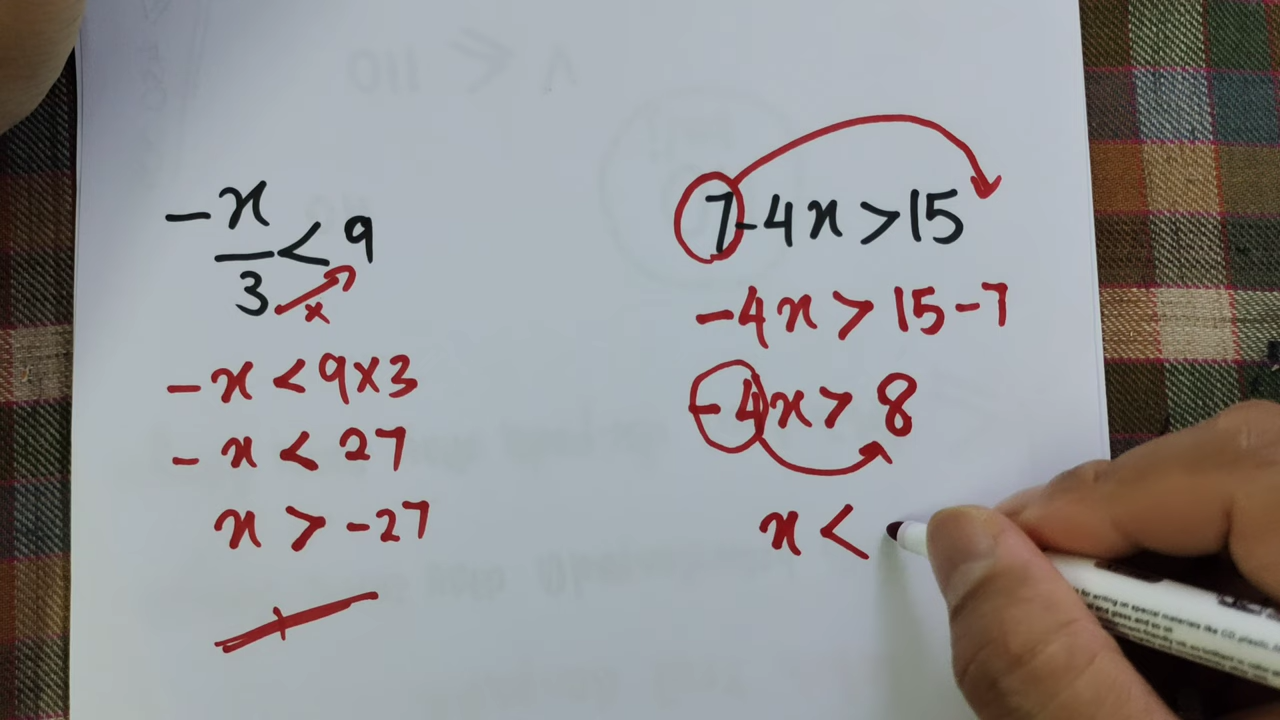 -x/3 < 9
-x < 9x3
-x < 27
x > -27
7-4x > 15
-4x > 15-7
-4x > 8
x <